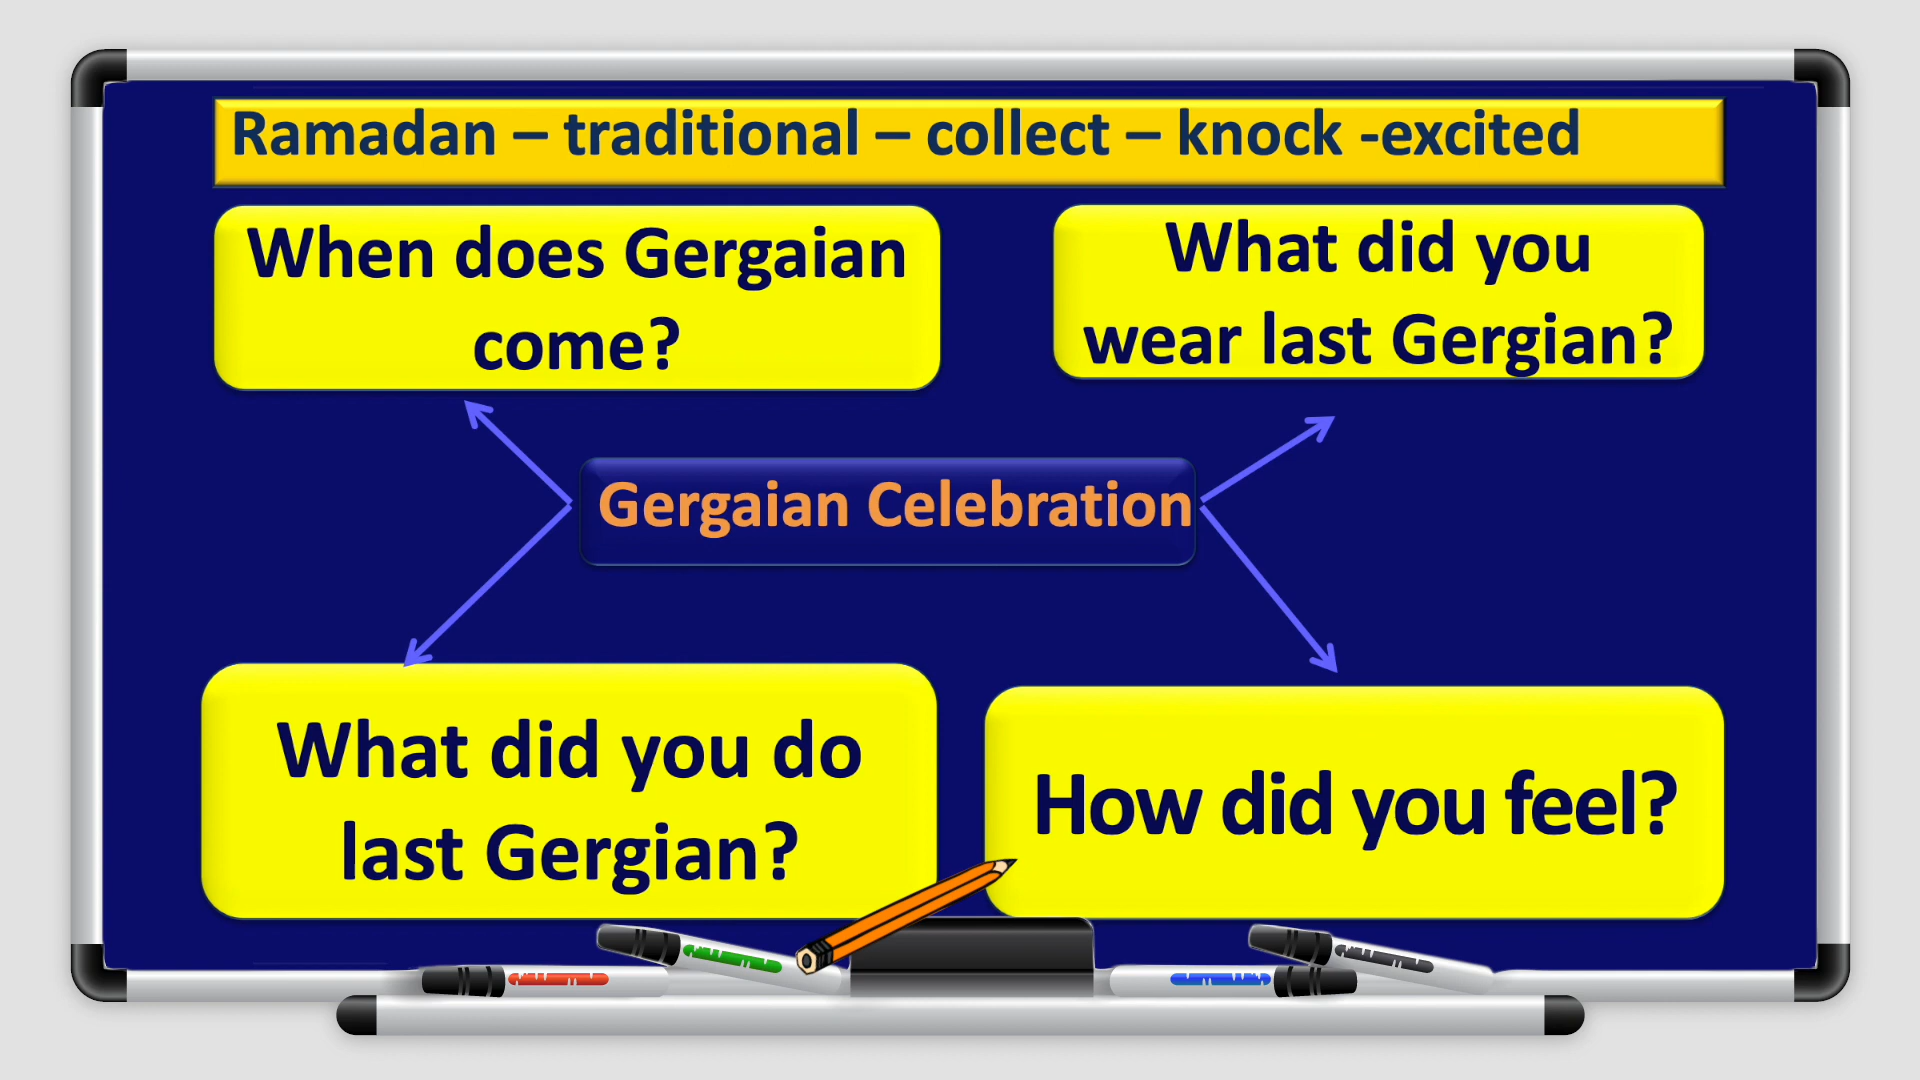 Ramadan – traditional – collect – knock -excited
When does Gergaian
come?
What did you
wear last Gergian?
Gergaian Celebration
What did you do
last Gergian?
How did you feel?